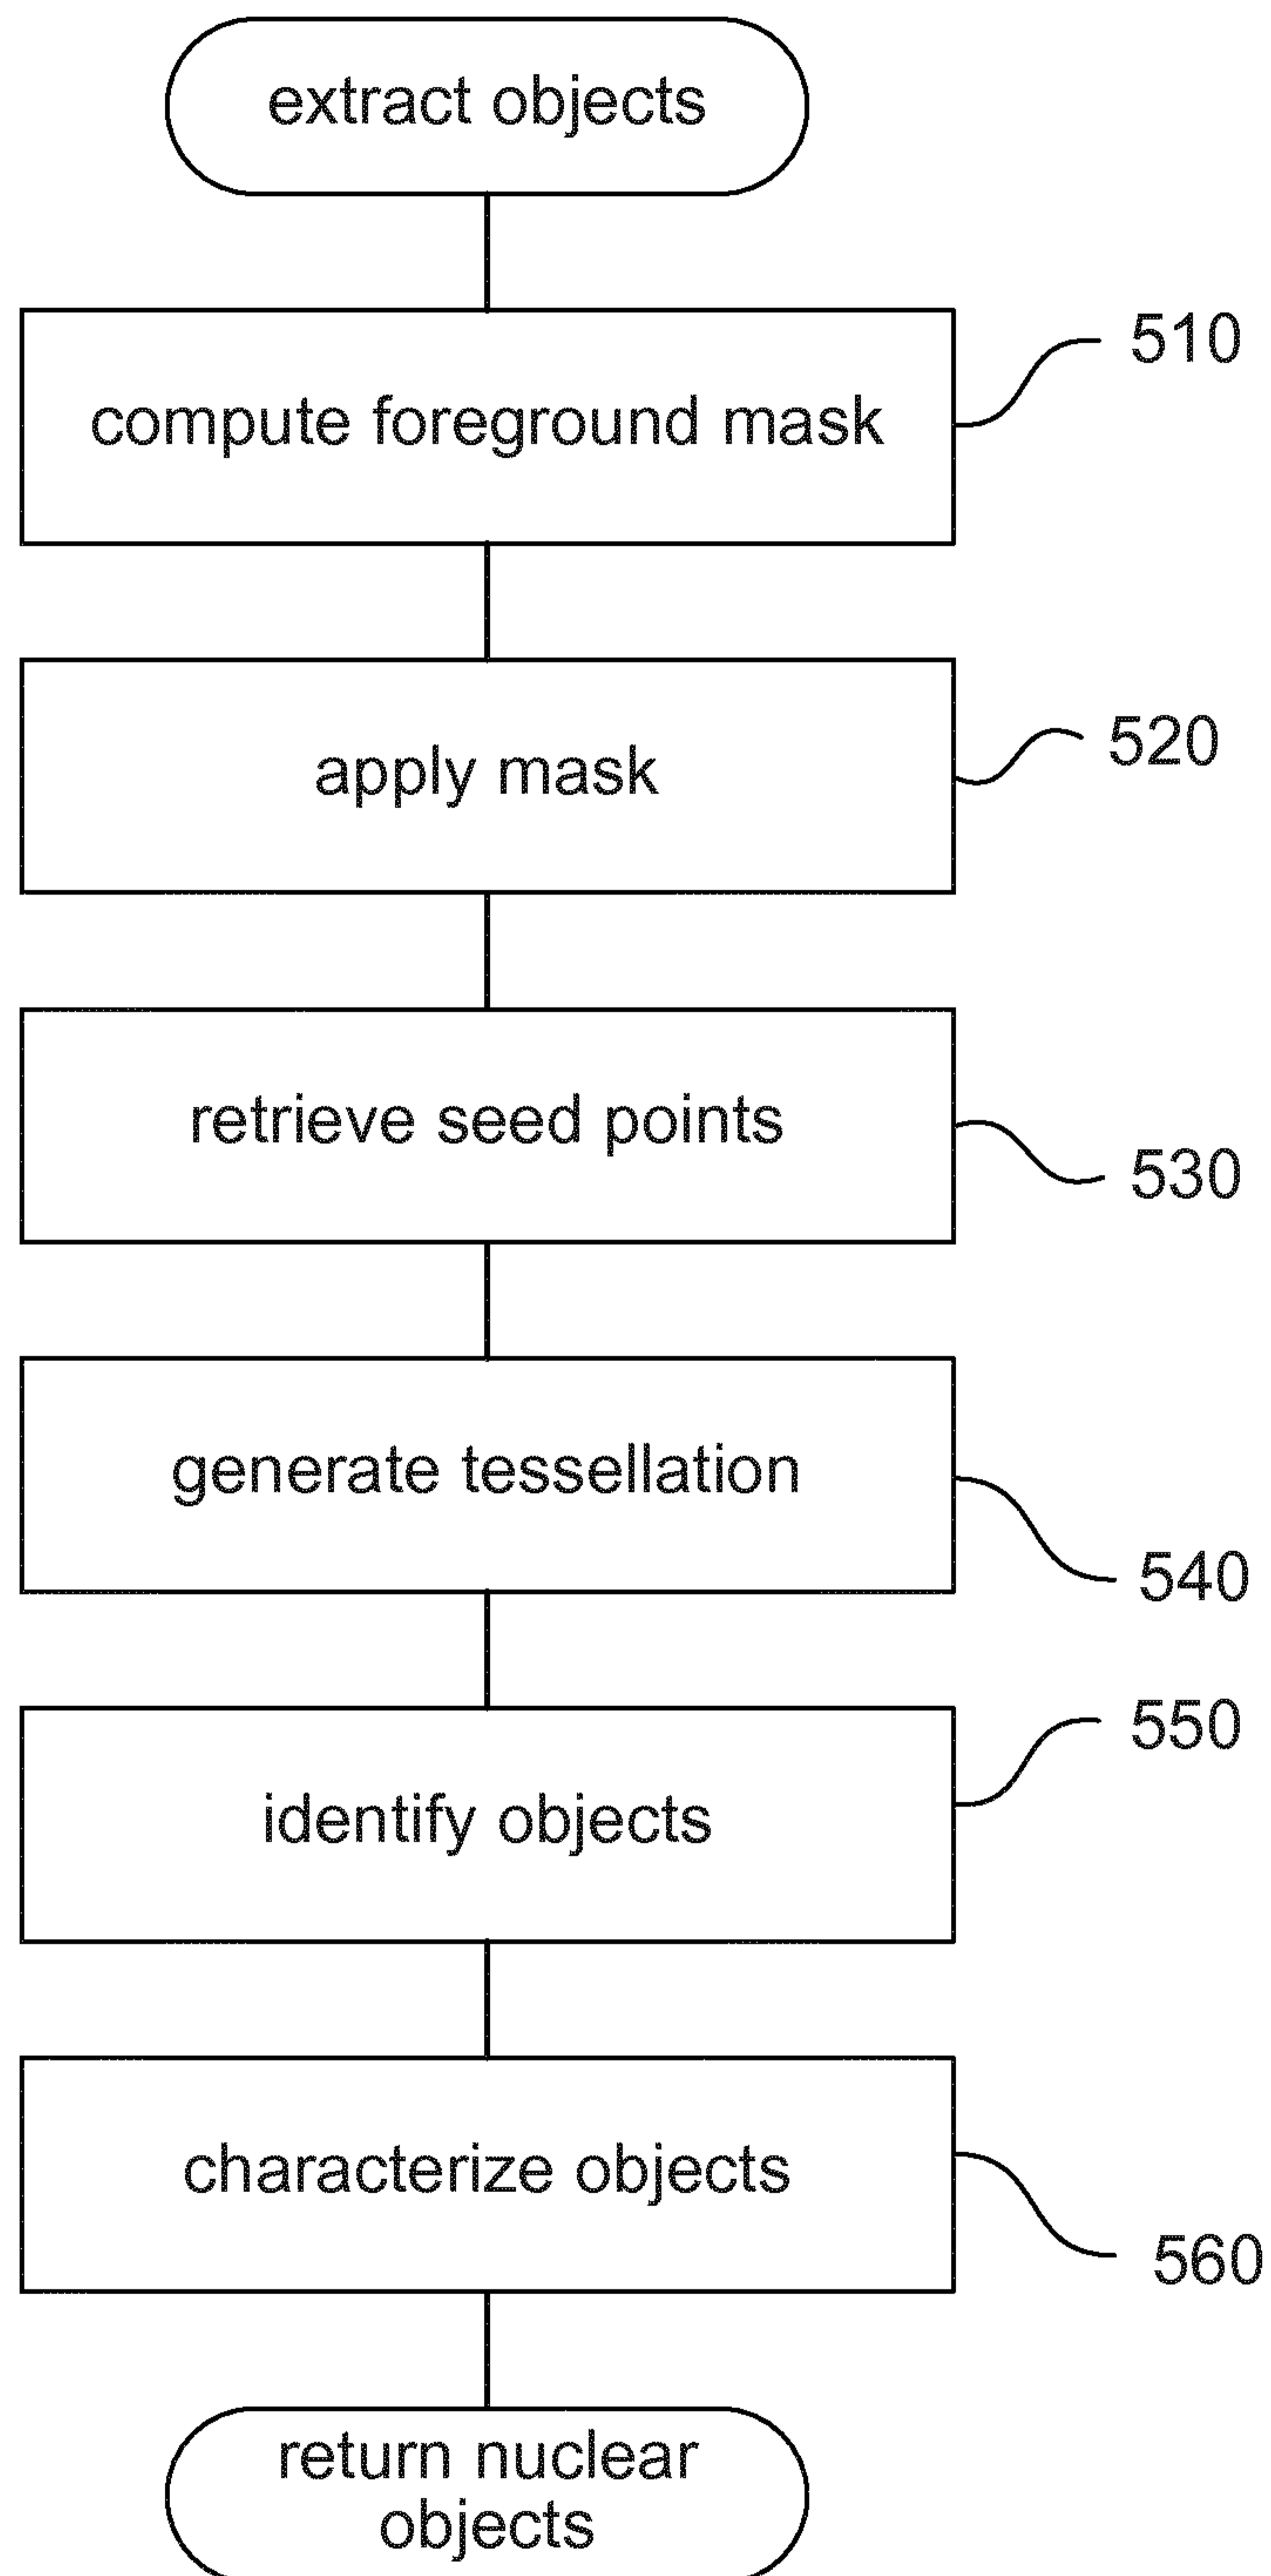 extract objects
compute foreground mask
510
apply mask
520
retrieve seed points
530
generate tessellation
540
identify objects
550
characterize objects
560
return nuclear
objects